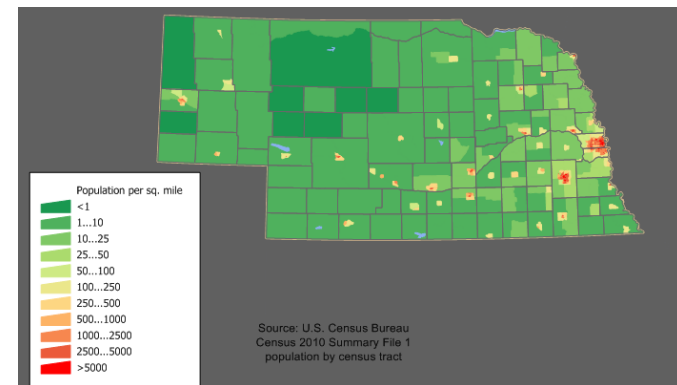 Population per sq. mile
<1
1...10
10...25
25...50
50...100
100...250
250...500
500...1000
1000...2500
2500...5000
>5000
Source: U.S. Census Bureau
Census 2010 Summary File 1
population by census tract